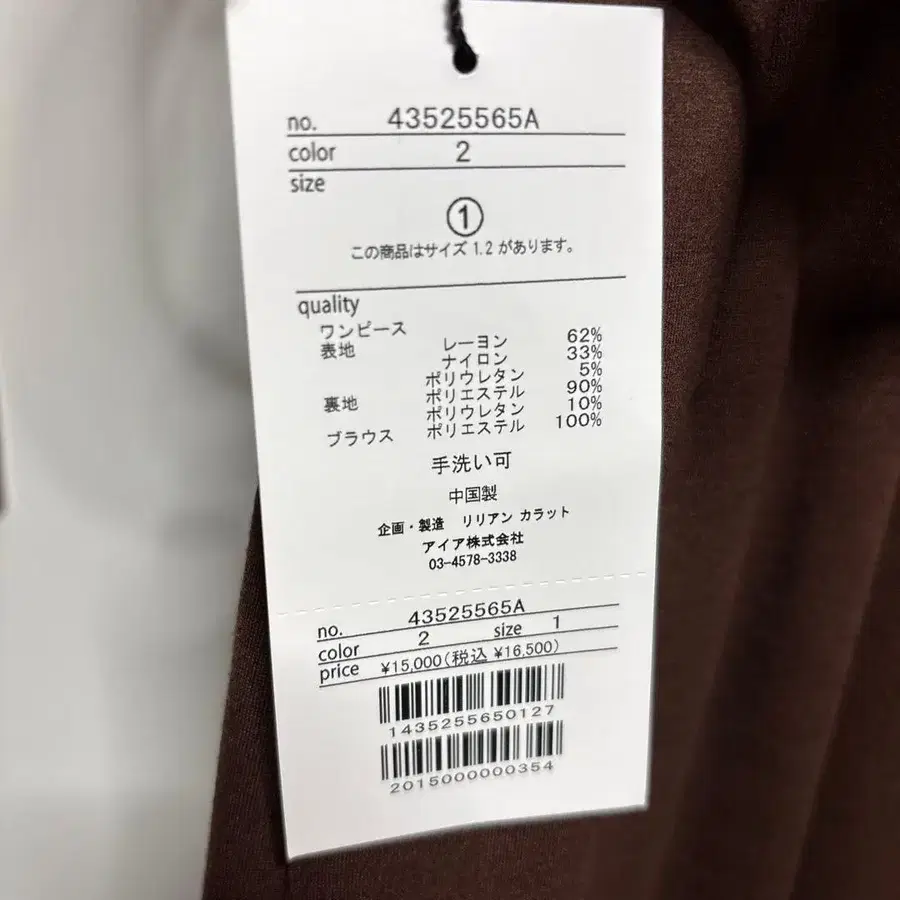 no. 43525565A
color 2
size
①
この商品はサイズ 1.2 があります。
quality
ワンピース
表地 レーヨン 62%
ナイロン 33%
ポリウレタン 5%
裏地 ポリエステル 90%
ポリウレタン 10%
ブラウス ポリエステル 100%
手洗い可
中国製
企画・製造 リリアン カラット
アイア株式会社
03-4578-3338
no. 43525565A
color 2 size 1
price ¥15,000(税込 ¥16,500)
1435255650127
2015000000354